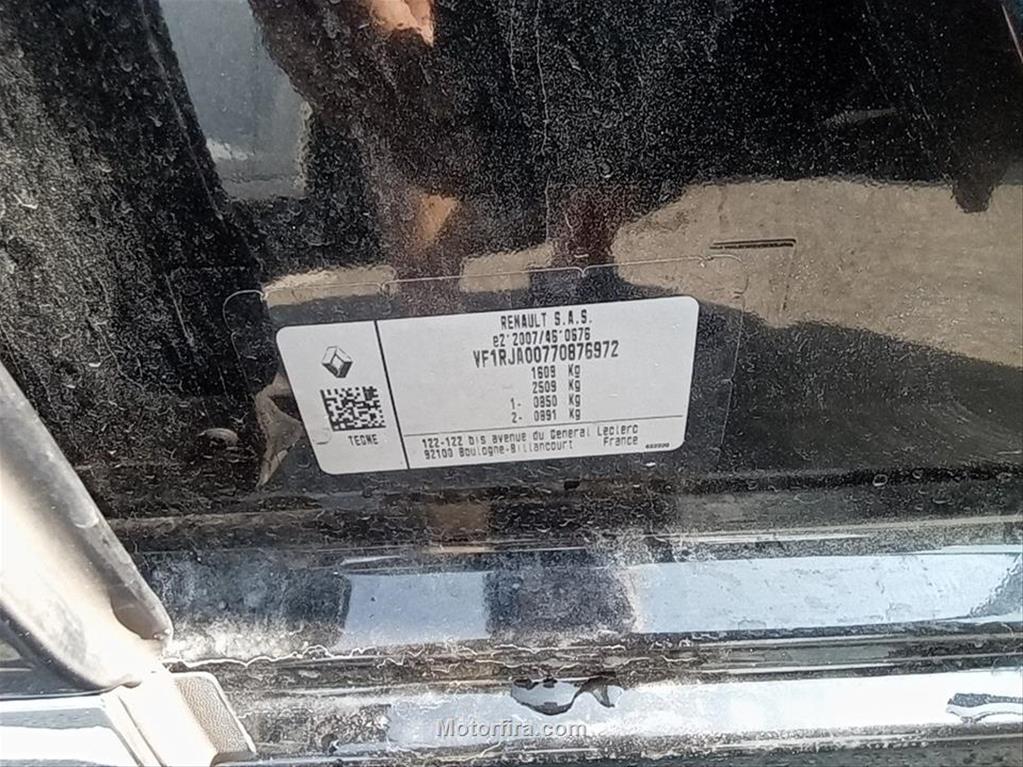 RENAULT S.A.S.
e2*2007/46*0676
VF1RJA00770876972
1609 Kg
2509 Kg
1- 0850 Kg
2- 0891 Kg
TEGNE
122-122 bis avenue du General Leclerc
92100 Boulogne-Billancourt France
Motorfira.com